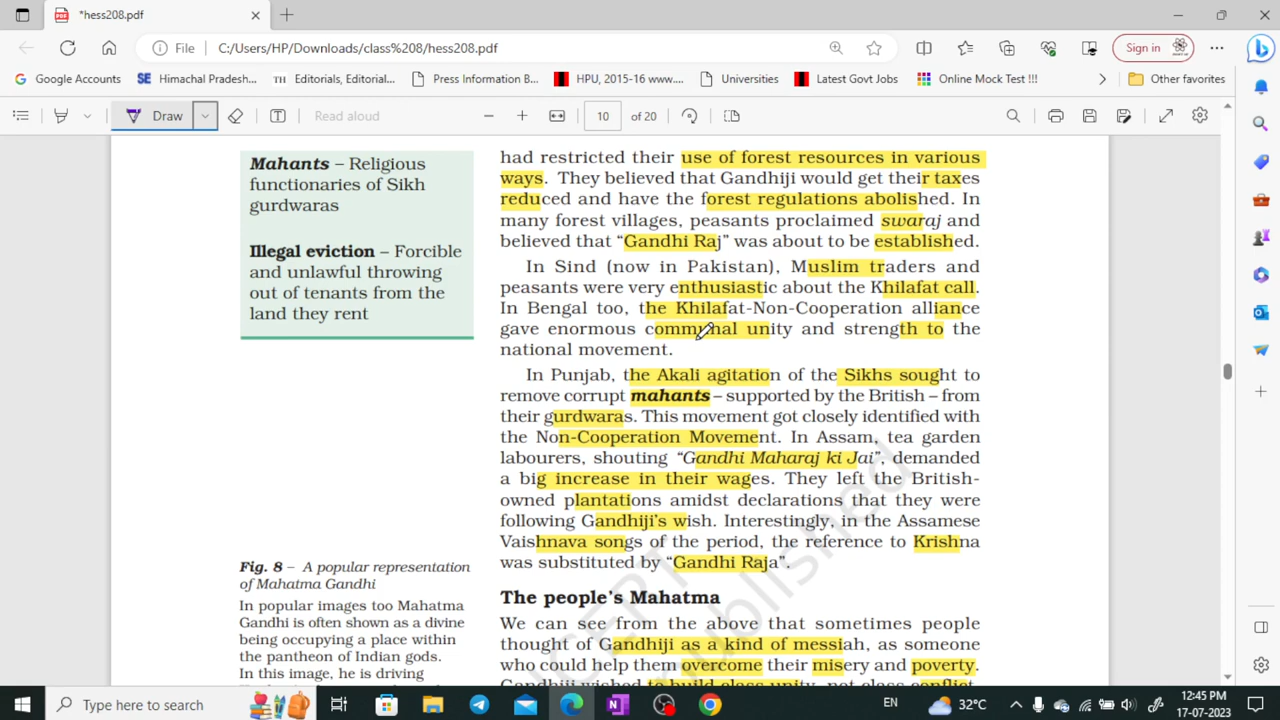 *hess208.pdf
File
C:/Users/HP/Downloads/class%208/hess208.pdf
Sign in
Google Accounts
SE Himachal Pradesh...
TH Editorials, Editorial...
Press Information B...
HPU, 2015-16 www....
Universities
Latest Govt Jobs
Online Mock Test !!!
Other favorites
Draw
Read aloud
10 of 20
Mahants – Religious
functionaries of Sikh
gurdwaras
Illegal eviction – Forcible
and unlawful throwing
out of tenants from the
land they rent
Fig. 8 – A popular representation
of Mahatma Gandhi
In popular images too Mahatma
Gandhi is often shown as a divine
being occupying a place within
the pantheon of Indian gods.
In this image, he is driving
had restricted their use of forest resources in various
ways. They believed that Gandhiji would get their taxes
reduced and have the forest regulations abolished. In
many forest villages, peasants proclaimed swaraj and
believed that “Gandhi Raj” was about to be established.
In Sind (now in Pakistan), Muslim traders and
peasants were very enthusiastic about the Khilafat call.
In Bengal too, the Khilafat-Non-Cooperation alliance
gave enormous communal unity and strength to the
national movement.
In Punjab, the Akali agitation of the Sikhs sought to
remove corrupt mahants – supported by the British – from
their gurdwaras. This movement got closely identified with
the Non-Cooperation Movement. In Assam, tea garden
labourers, shouting “Gandhi Maharaj ki Jai”, demanded
a big increase in their wages. They left the British-
owned plantations amidst declarations that they were
following Gandhiji’s wish. Interestingly, in the Assamese
Vaishnava songs of the period, the reference to Krishna
was substituted by “Gandhi Raja”.
The people’s Mahatma
We can see from the above that sometimes people
thought of Gandhiji as a kind of messiah, as someone
who could help them overcome their misery and poverty.
Gandhiji wished to build class unity, not class conflict,
Type here to search
32°C
EN
12:45 PM
17-07-2023